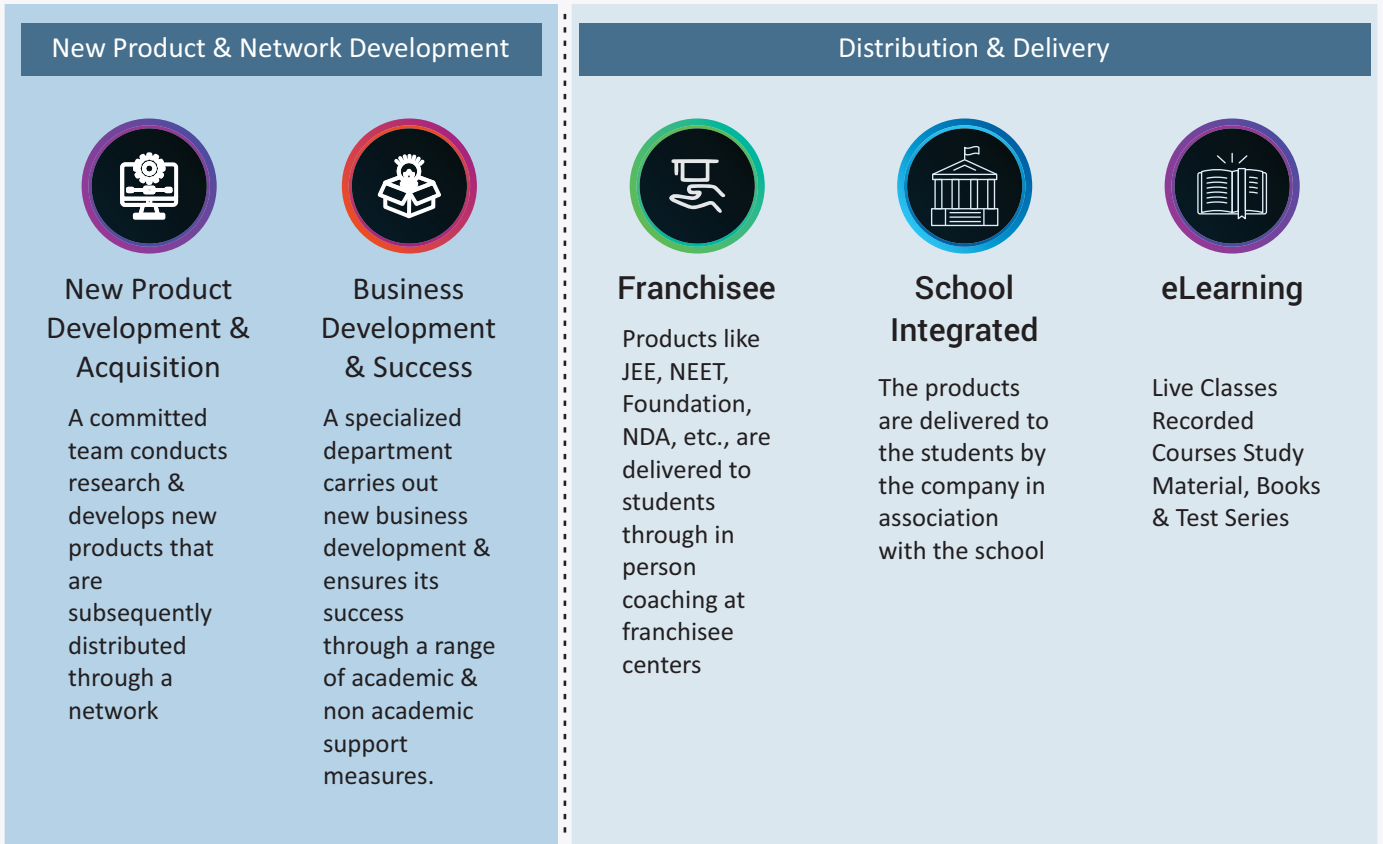 New Product & Network Development
New Product
Development &
Acquisition
A committed
team conducts
research &
develops new
products that
are
subsequently
distributed
through a
network
Business
Development
& Success
A specialized
department
carries out
new business
development &
ensures its
success
through a range
of academic &
non academic
support
measures.
Distribution & Delivery
Franchisee
Products like
JEE, NEET,
Foundation,
NDA, etc., are
delivered to
students
through in
person
coaching at
franchisee
centers
School
Integrated
The products
are delivered to
the students by
the company in
association
with the school
eLearning
Live Classes
Recorded
Courses Study
Material, Books
& Test Series